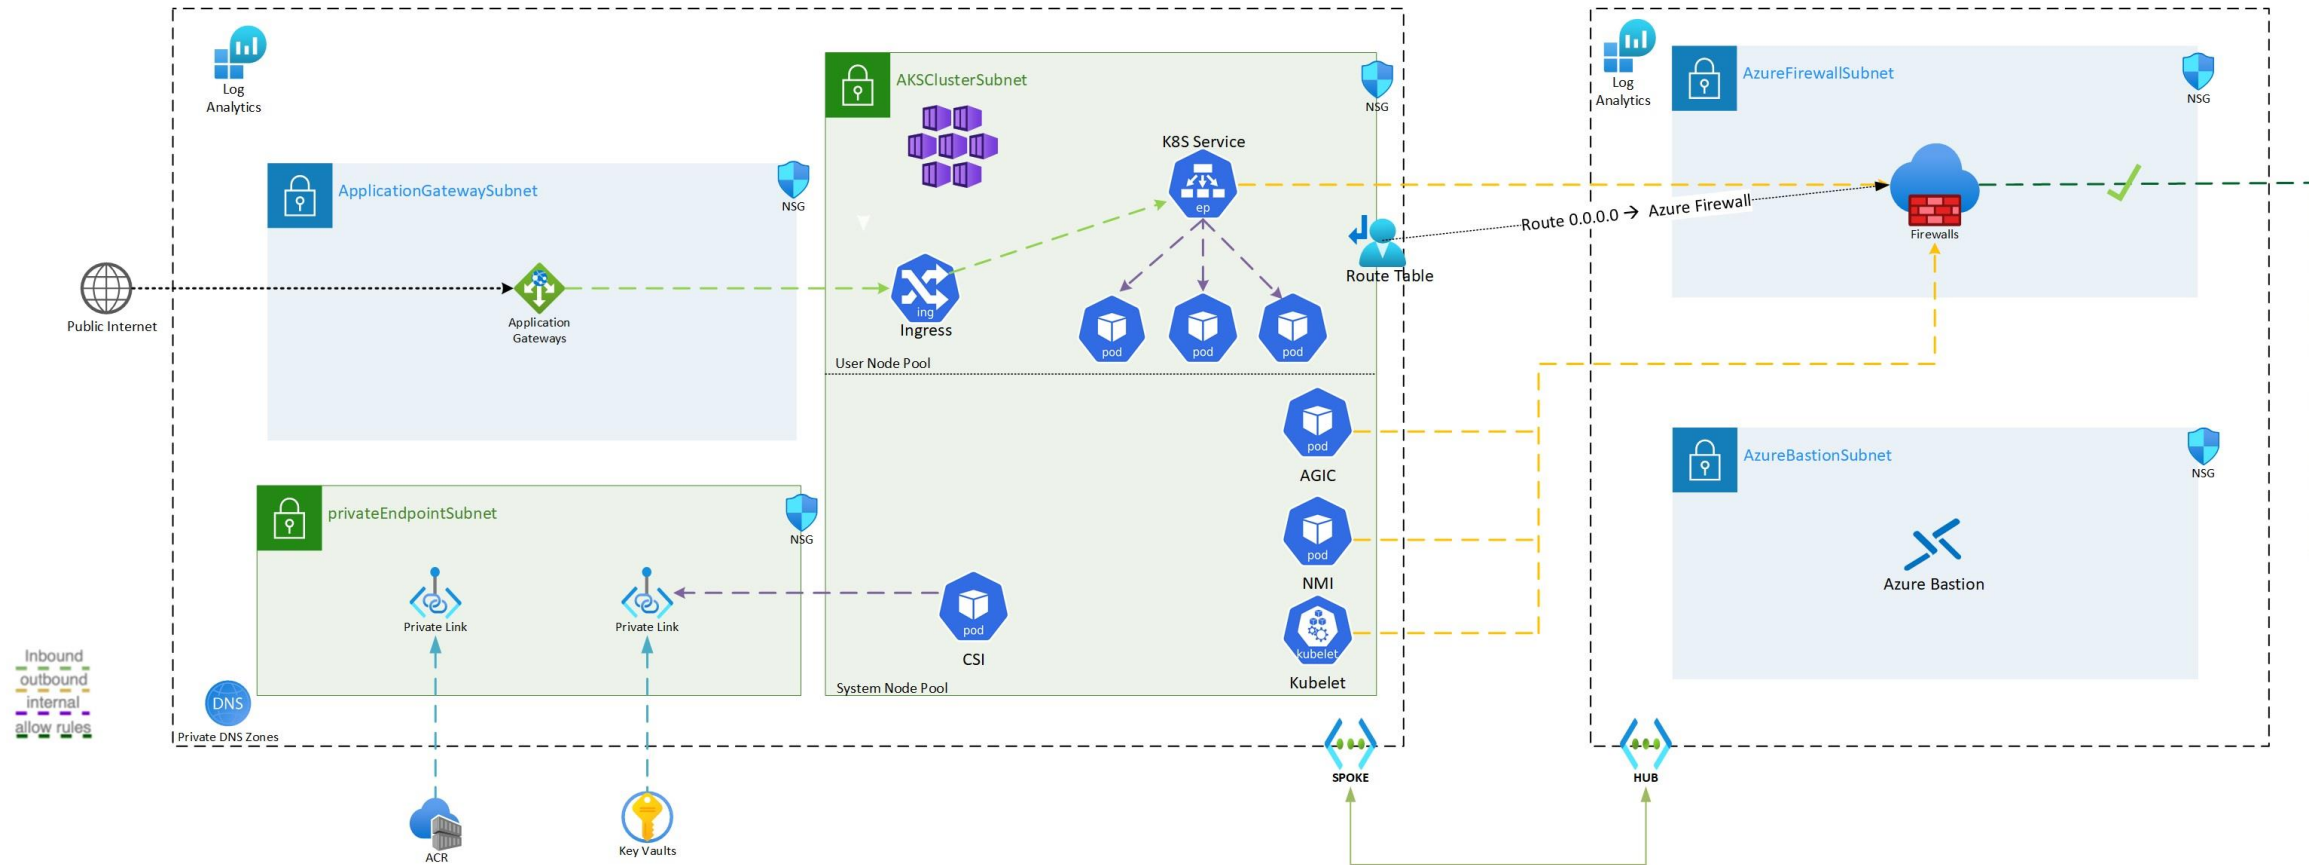 Log
Analytics
ApplicationGatewaySubnet
NSG
Public Internet
Application
Gateways
privateEndpointSubnet
NSG
Private Link
Private Link
DNS
Private DNS Zones
Inbound
outbound
internal
allow rules
ACR
Key Vaults
AKSClusterSubnet
NSG
K8S Service
ep
ing
Ingress
pod
pod
pod
User Node Pool
Route Table
Route 0.0.0.0 → Azure Firewall
pod
AGIC
pod
NMI
pod
CSI
kubelet
Kubelet
System Node Pool
SPOKE
HUB
Log
Analytics
AzureFirewallSubnet
NSG
Firewalls
AzureBastionSubnet
NSG
Azure Bastion